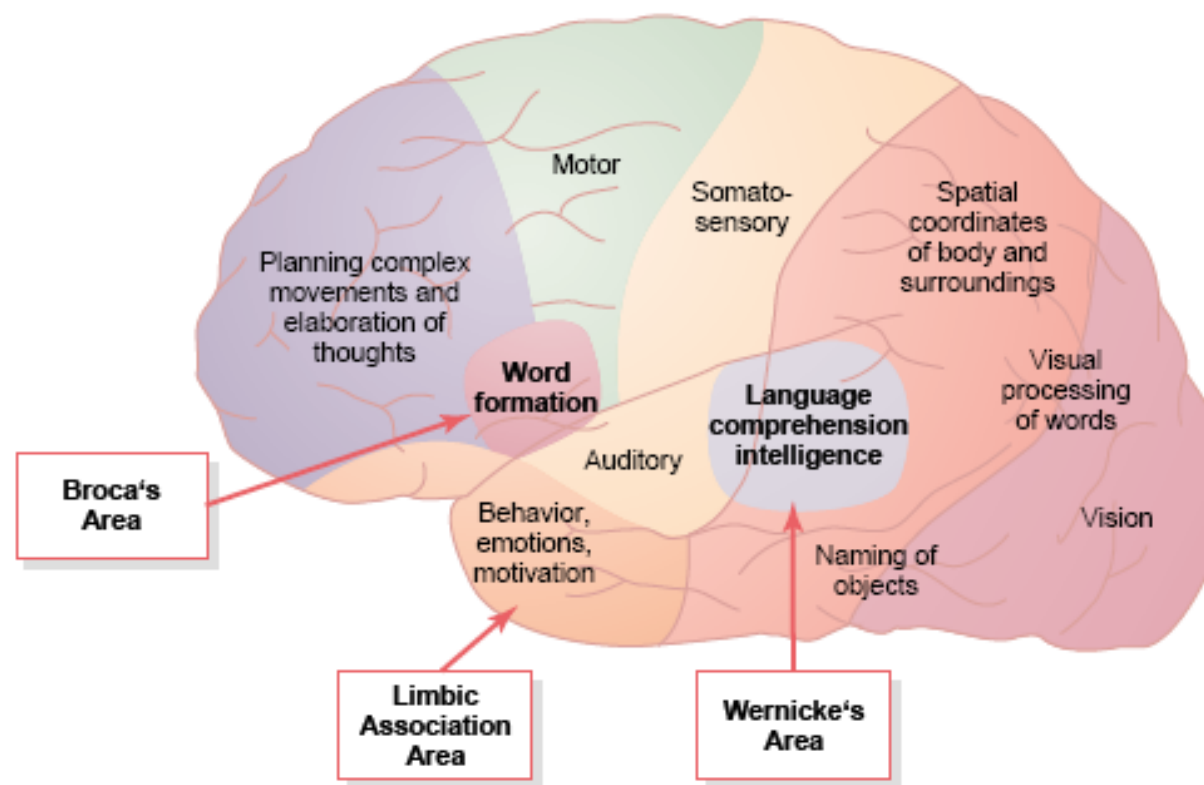 Motor
Somato-
sensory
Spatial
coordinates
of body and
surroundings
Planning complex
movements and
elaboration of
thoughts
Word
formation
Language
comprehension
intelligence
Visual
processing
of words
Auditory
Broca‘s
Area
Behavior,
emotions,
motivation
Vision
Naming of
objects
Limbic
Association
Area
Wernicke‘s
Area